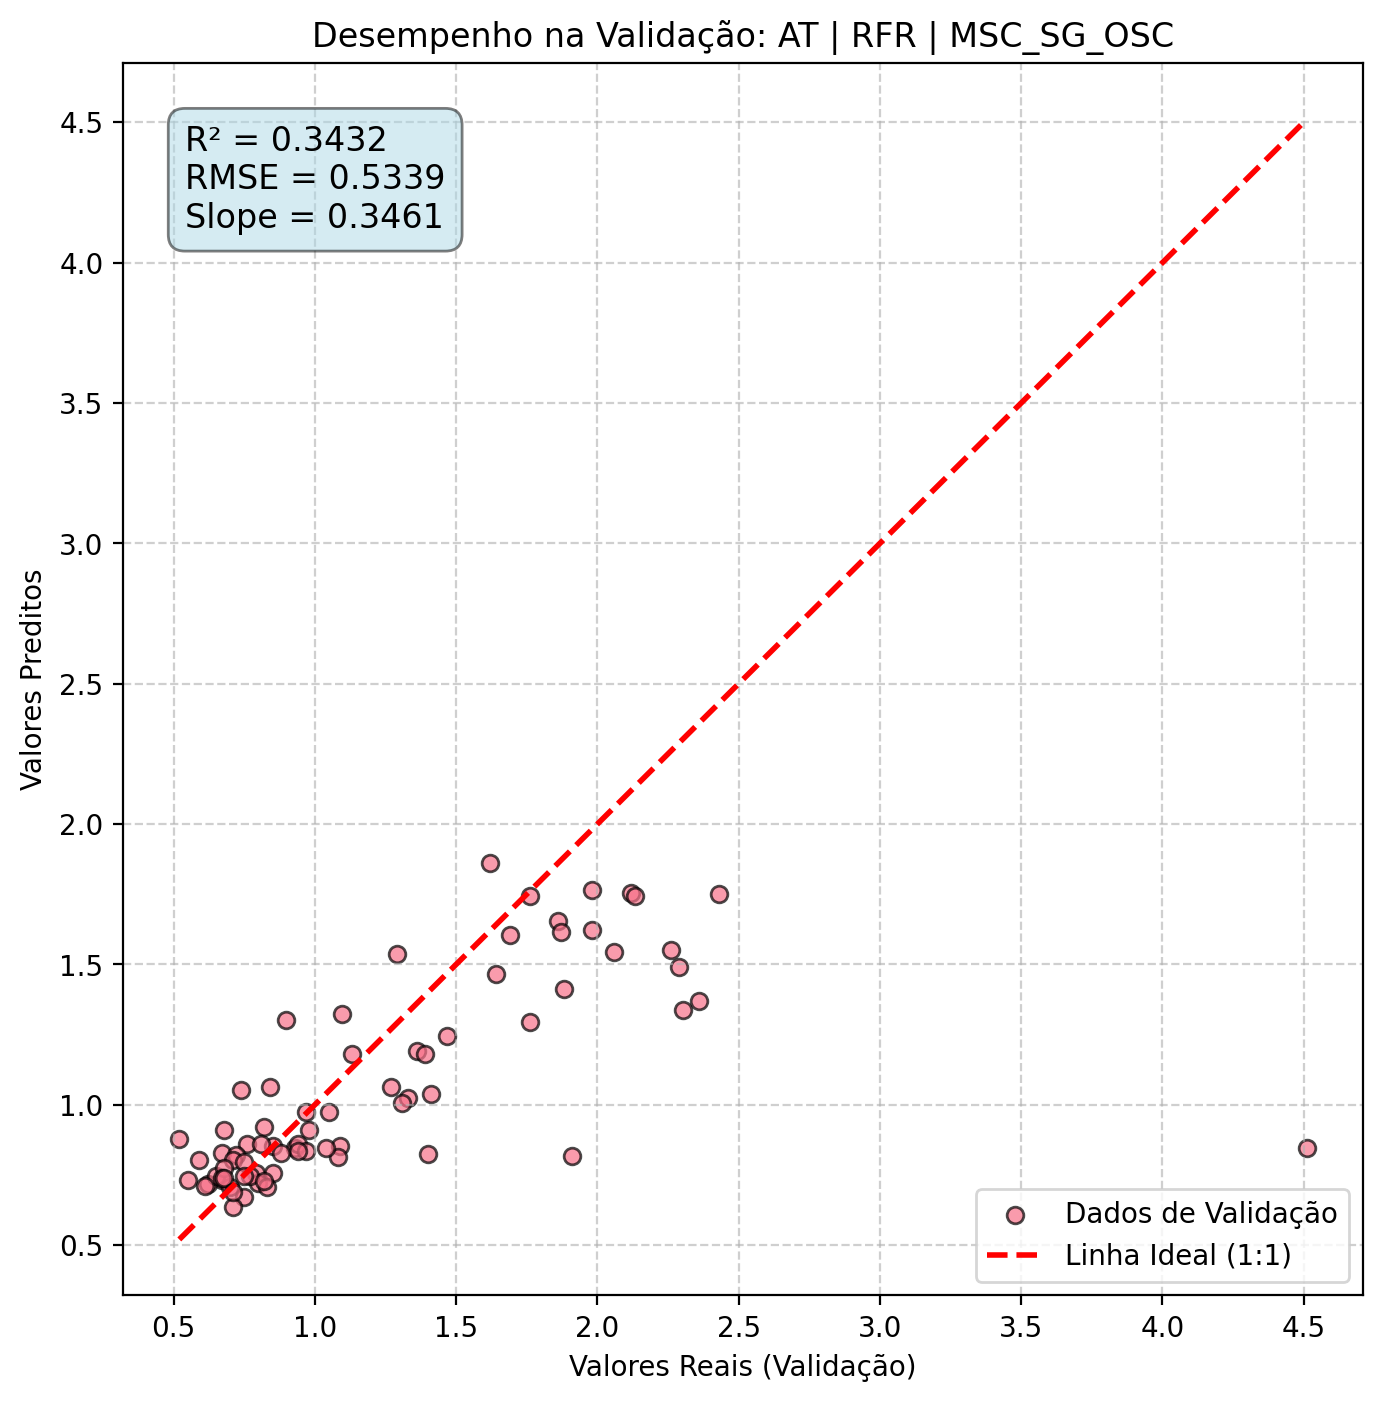 Desempenho na Validação: AT | RFR | MSC_SG_OSC
R² = 0.3432
RMSE = 0.5339
Slope = 0.3461
4.5
4.0
3.5
3.0
2.5
2.0
1.5
1.0
0.5
Valores Preditos
Dados de Validação
Linha Ideal (1:1)
0.5 1.0 1.5 2.0 2.5 3.0 3.5 4.0 4.5
Valores Reais (Validação)